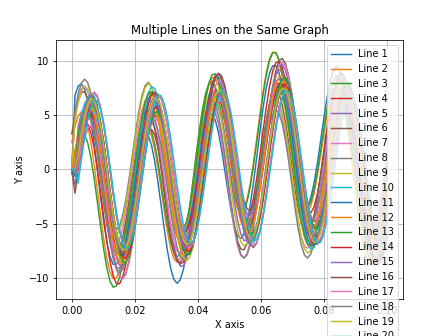 Multiple Lines on the Same Graph
10
5
0
−5
−10
Y axis
0.00
0.02
0.04
0.06
X axis
Line 1
Line 2
Line 3
Line 4
Line 5
Line 6
Line 7
Line 8
Line 9
Line 10
Line 11
Line 12
Line 13
Line 14
Line 15
Line 16
Line 17
Line 18
Line 19
Line 20